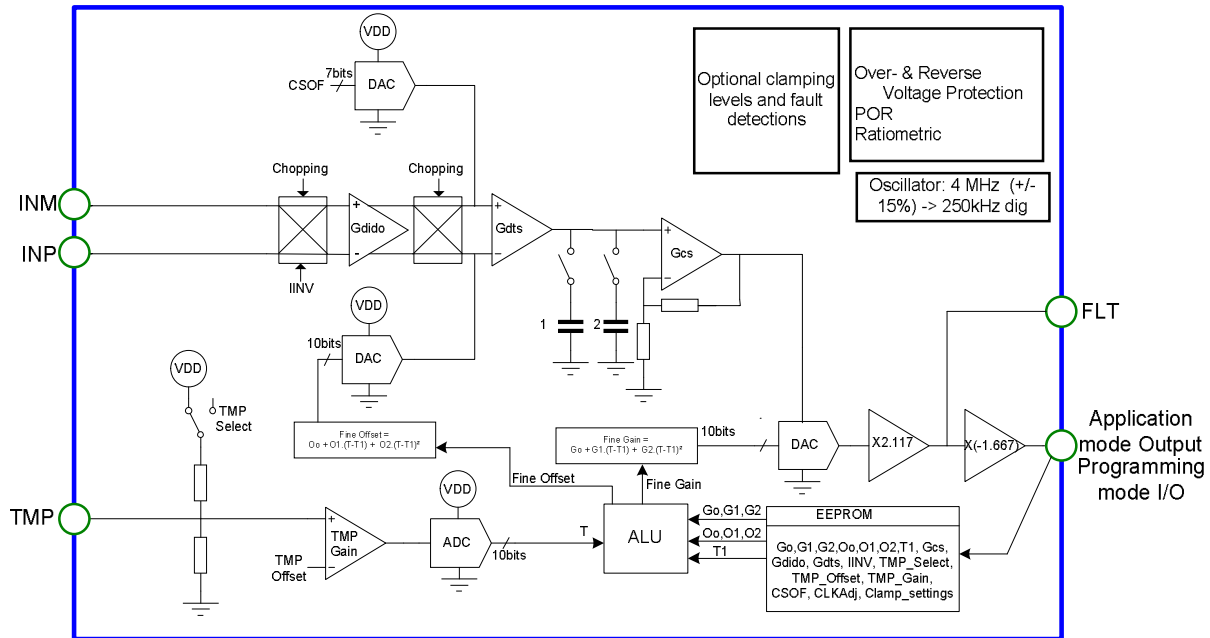 VDD
CSOF
7bits
DAC
Optional clamping
levels and fault
detections
Over- & Reverse
Voltage Protection
POR
Ratiometric
Oscillator: 4 MHz (+/-
15%) -> 250kHz dig
Chopping
Chopping
INM
INP
+
Gdido
-
+
Gdts
−
IINV
+
Gcs
−
1
2
VDD
10bits
DAC
FLT
VDD
TMP
Select
Fine Offset =
Oo + O1.(T-T1) + O2.(T-T1)²
Fine Gain =
Go + G1.(T-T1) + G2.(T-T1)²
10bits
DAC
X2.117
X(-1.667)
Application
mode Output
Programming
mode I/O
Fine Offset
Fine Gain
TMP
+
TMP
Gain
−
TMP
Offset
VDD
ADC
10bits
T
ALU
Go,G1,G2
Oo,O1,O2
T1
EEPROM
Go,G1,G2,Oo,O1,O2,T1, Gcs,
Gdido, Gdts, IINV, TMP_Select,
TMP_Offset, TMP_Gain,
CSOF, CLKAdj, Clamp_settings